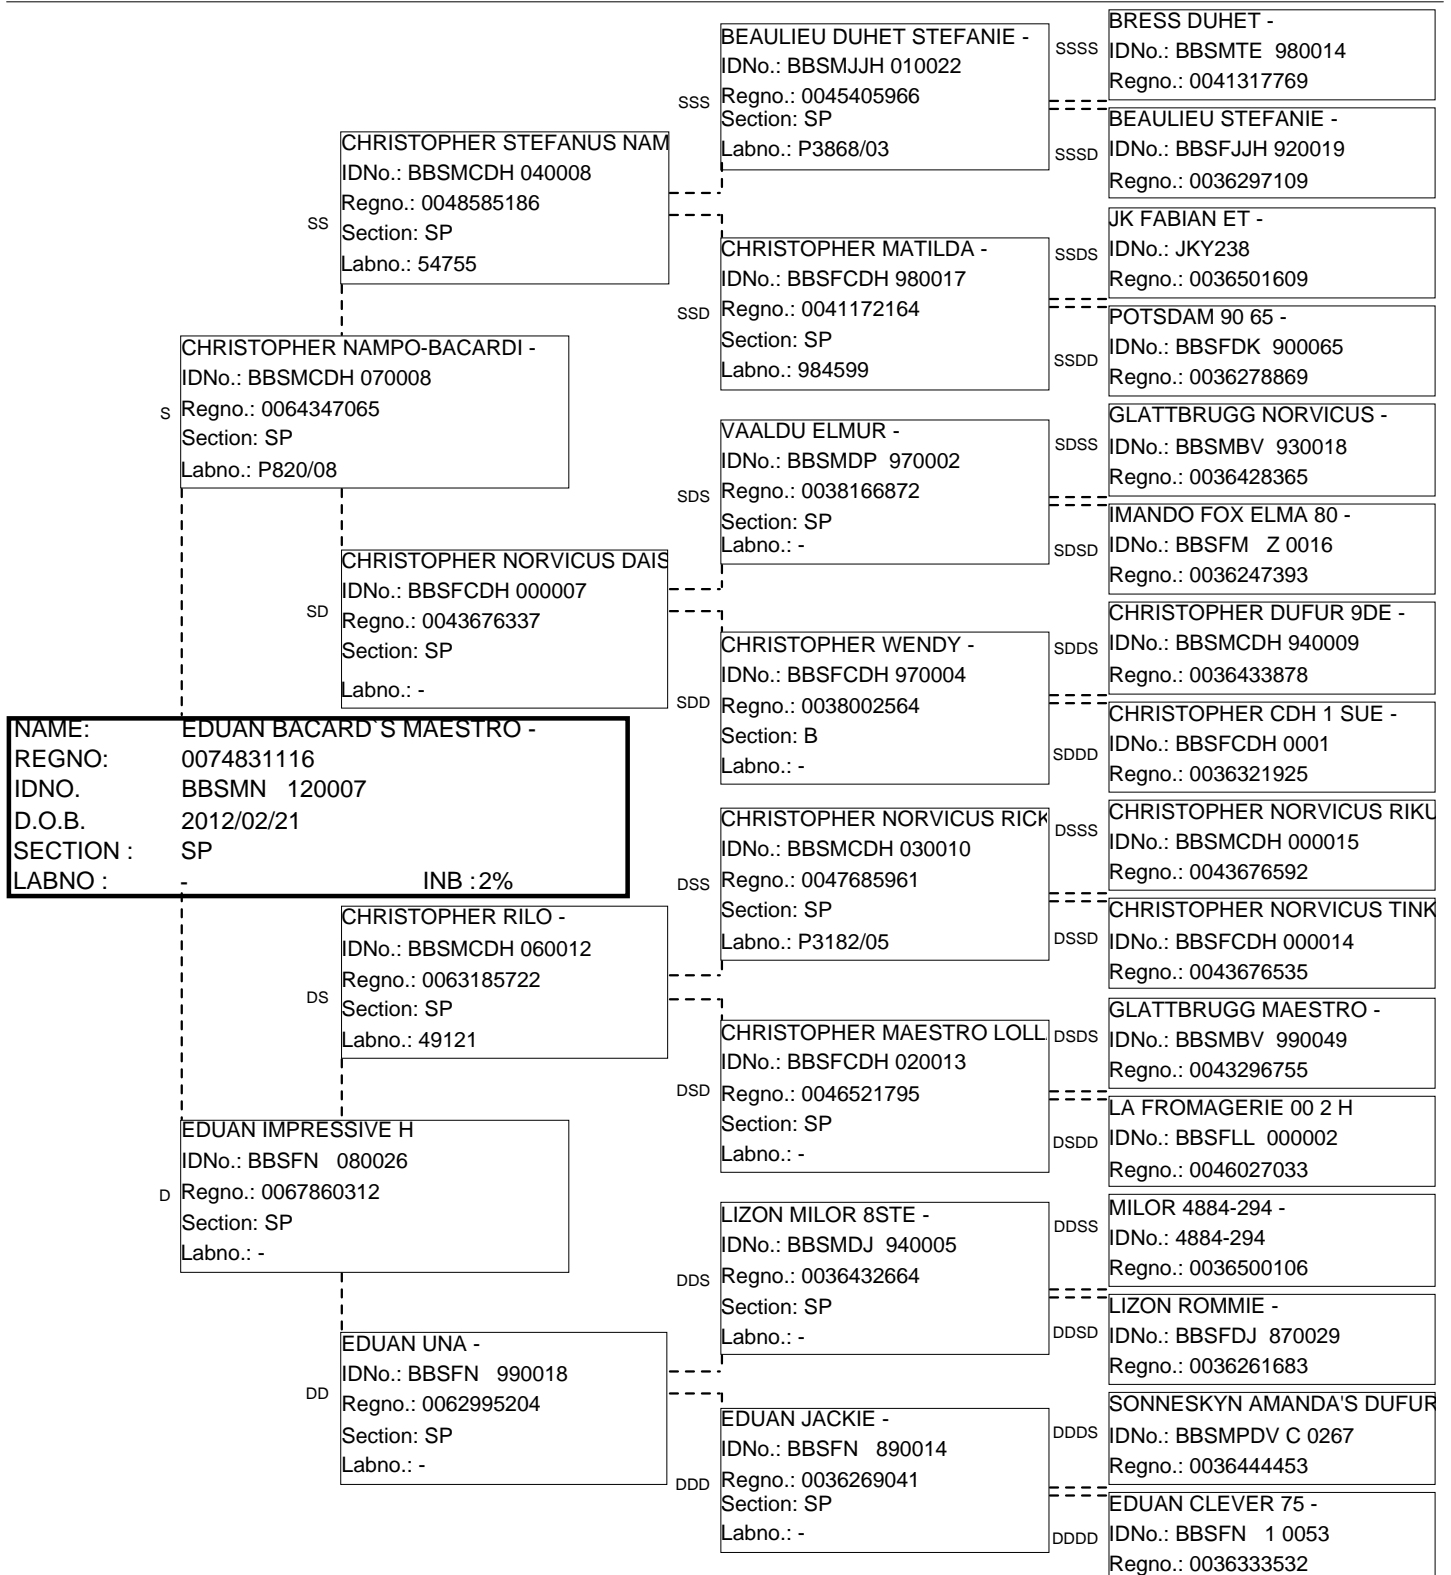 BRESS DUHET -
SSSS
IDNo.: BBSMTE 980014
Regno.: 0041317769
BEAULIEU DUHET STEFANIE -
IDNo.: BBSMJJH 010022
SSS
Regno.: 0045405966
Section: SP
Labno.: P3868/03
BEAULIEU STEFANIE -
SSSD
IDNo.: BBSFJJH 920019
Regno.: 0036297109
CHRISTOPHER STEFANUS NAM
IDNo.: BBSMCDH 040008
SS
Regno.: 0048585186
Section: SP
Labno.: 54755
JK FABIAN ET -
SSDS
IDNo.: JKY238
Regno.: 0036501609
CHRISTOPHER MATILDA -
IDNo.: BBSFCDH 980017
SSD
Regno.: 0041172164
Section: SP
Labno.: 984599
POTSDAM 90 65 -
SSDD
IDNo.: BBSFDK 900065
Regno.: 0036278869
CHRISTOPHER NAMPO-BACARDI -
IDNo.: BBSMCDH 070008
S
Regno.: 0064347065
Section: SP
Labno.: P820/08
GLATTBRUGG NORVICUS -
SDSS
IDNo.: BBSMBV 930018
Regno.: 0036428365
VAALDU ELMUR -
IDNo.: BBSMDP 970002
SDS
Regno.: 0038166872
Section: SP
Labno.: -
IMANDO FOX ELMA 80 -
SDSD
IDNo.: BBSFM Z 0016
Regno.: 0036247393
CHRISTOPHER NORVICUS DAIS
IDNo.: BBSFCDH 000007
SD
Regno.: 0043676337
Section: SP
Labno.: -
CHRISTOPHER DUFUR 9DE -
SDDS
IDNo.: BBSMCDH 940009
Regno.: 0036433878
CHRISTOPHER WENDY -
IDNo.: BBSFCDH 970004
SDD
Regno.: 0038002564
Section: B
Labno.: -
CHRISTOPHER CDH 1 SUE -
SDDD
IDNo.: BBSFCDH 0001
Regno.: 0036321925
NAME: EDUAN BACARD`S MAESTRO -
REGNO: 0074831116
IDNO. BBSMN 120007
D.O.B. 2012/02/21
SECTION : SP
LABNO : - INB : 2%
CHRISTOPHER NORVICUS RIKU
DSSS
IDNo.: BBSMCDH 000015
Regno.: 0043676592
CHRISTOPHER NORVICUS RICK
IDNo.: BBSMCDH 030010
DSS
Regno.: 0047685961
Section: SP
Labno.: P3182/05
CHRISTOPHER NORVICUS TINK
DSSD
IDNo.: BBSFCDH 000014
Regno.: 0043676535
CHRISTOPHER RILO -
IDNo.: BBSMCDH 060012
DS
Regno.: 0063185722
Section: SP
Labno.: 49121
GLATTBRUGG MAESTRO -
DSDS
IDNo.: BBSMBV 990049
Regno.: 0043296755
CHRISTOPHER MAESTRO LOLL
IDNo.: BBSFCDH 020013
DSD
Regno.: 0046521795
Section: SP
Labno.: -
LA FROMAGERIE 00 2 H
DSDD
IDNo.: BBSFLL 000002
Regno.: 0046027033
EDUAN IMPRESSIVE H
IDNo.: BBSFN 080026
D
Regno.: 0067860312
Section: SP
Labno.: -
MILOR 4884-294 -
DDSS
IDNo.: 4884-294
Regno.: 0036500106
LIZON MILOR 8STE -
IDNo.: BBSMDJ 940005
DDS
Regno.: 0036432664
Section: SP
Labno.: -
LIZON ROMMIE -
DDSD
IDNo.: BBSFDJ 870029
Regno.: 0036261683
EDUAN UNA -
IDNo.: BBSFN 990018
DD
Regno.: 0062995204
Section: SP
Labno.: -
SONNESKYN AMANDA'S DUFUR
DDDS
IDNo.: BBSMPDV C 0267
Regno.: 0036444453
EDUAN JACKIE -
IDNo.: BBSFN 890014
DDD
Regno.: 0036269041
Section: SP
Labno.: -
EDUAN CLEVER 75 -
DDDD
IDNo.: BBSFN 1 0053
Regno.: 0036333532